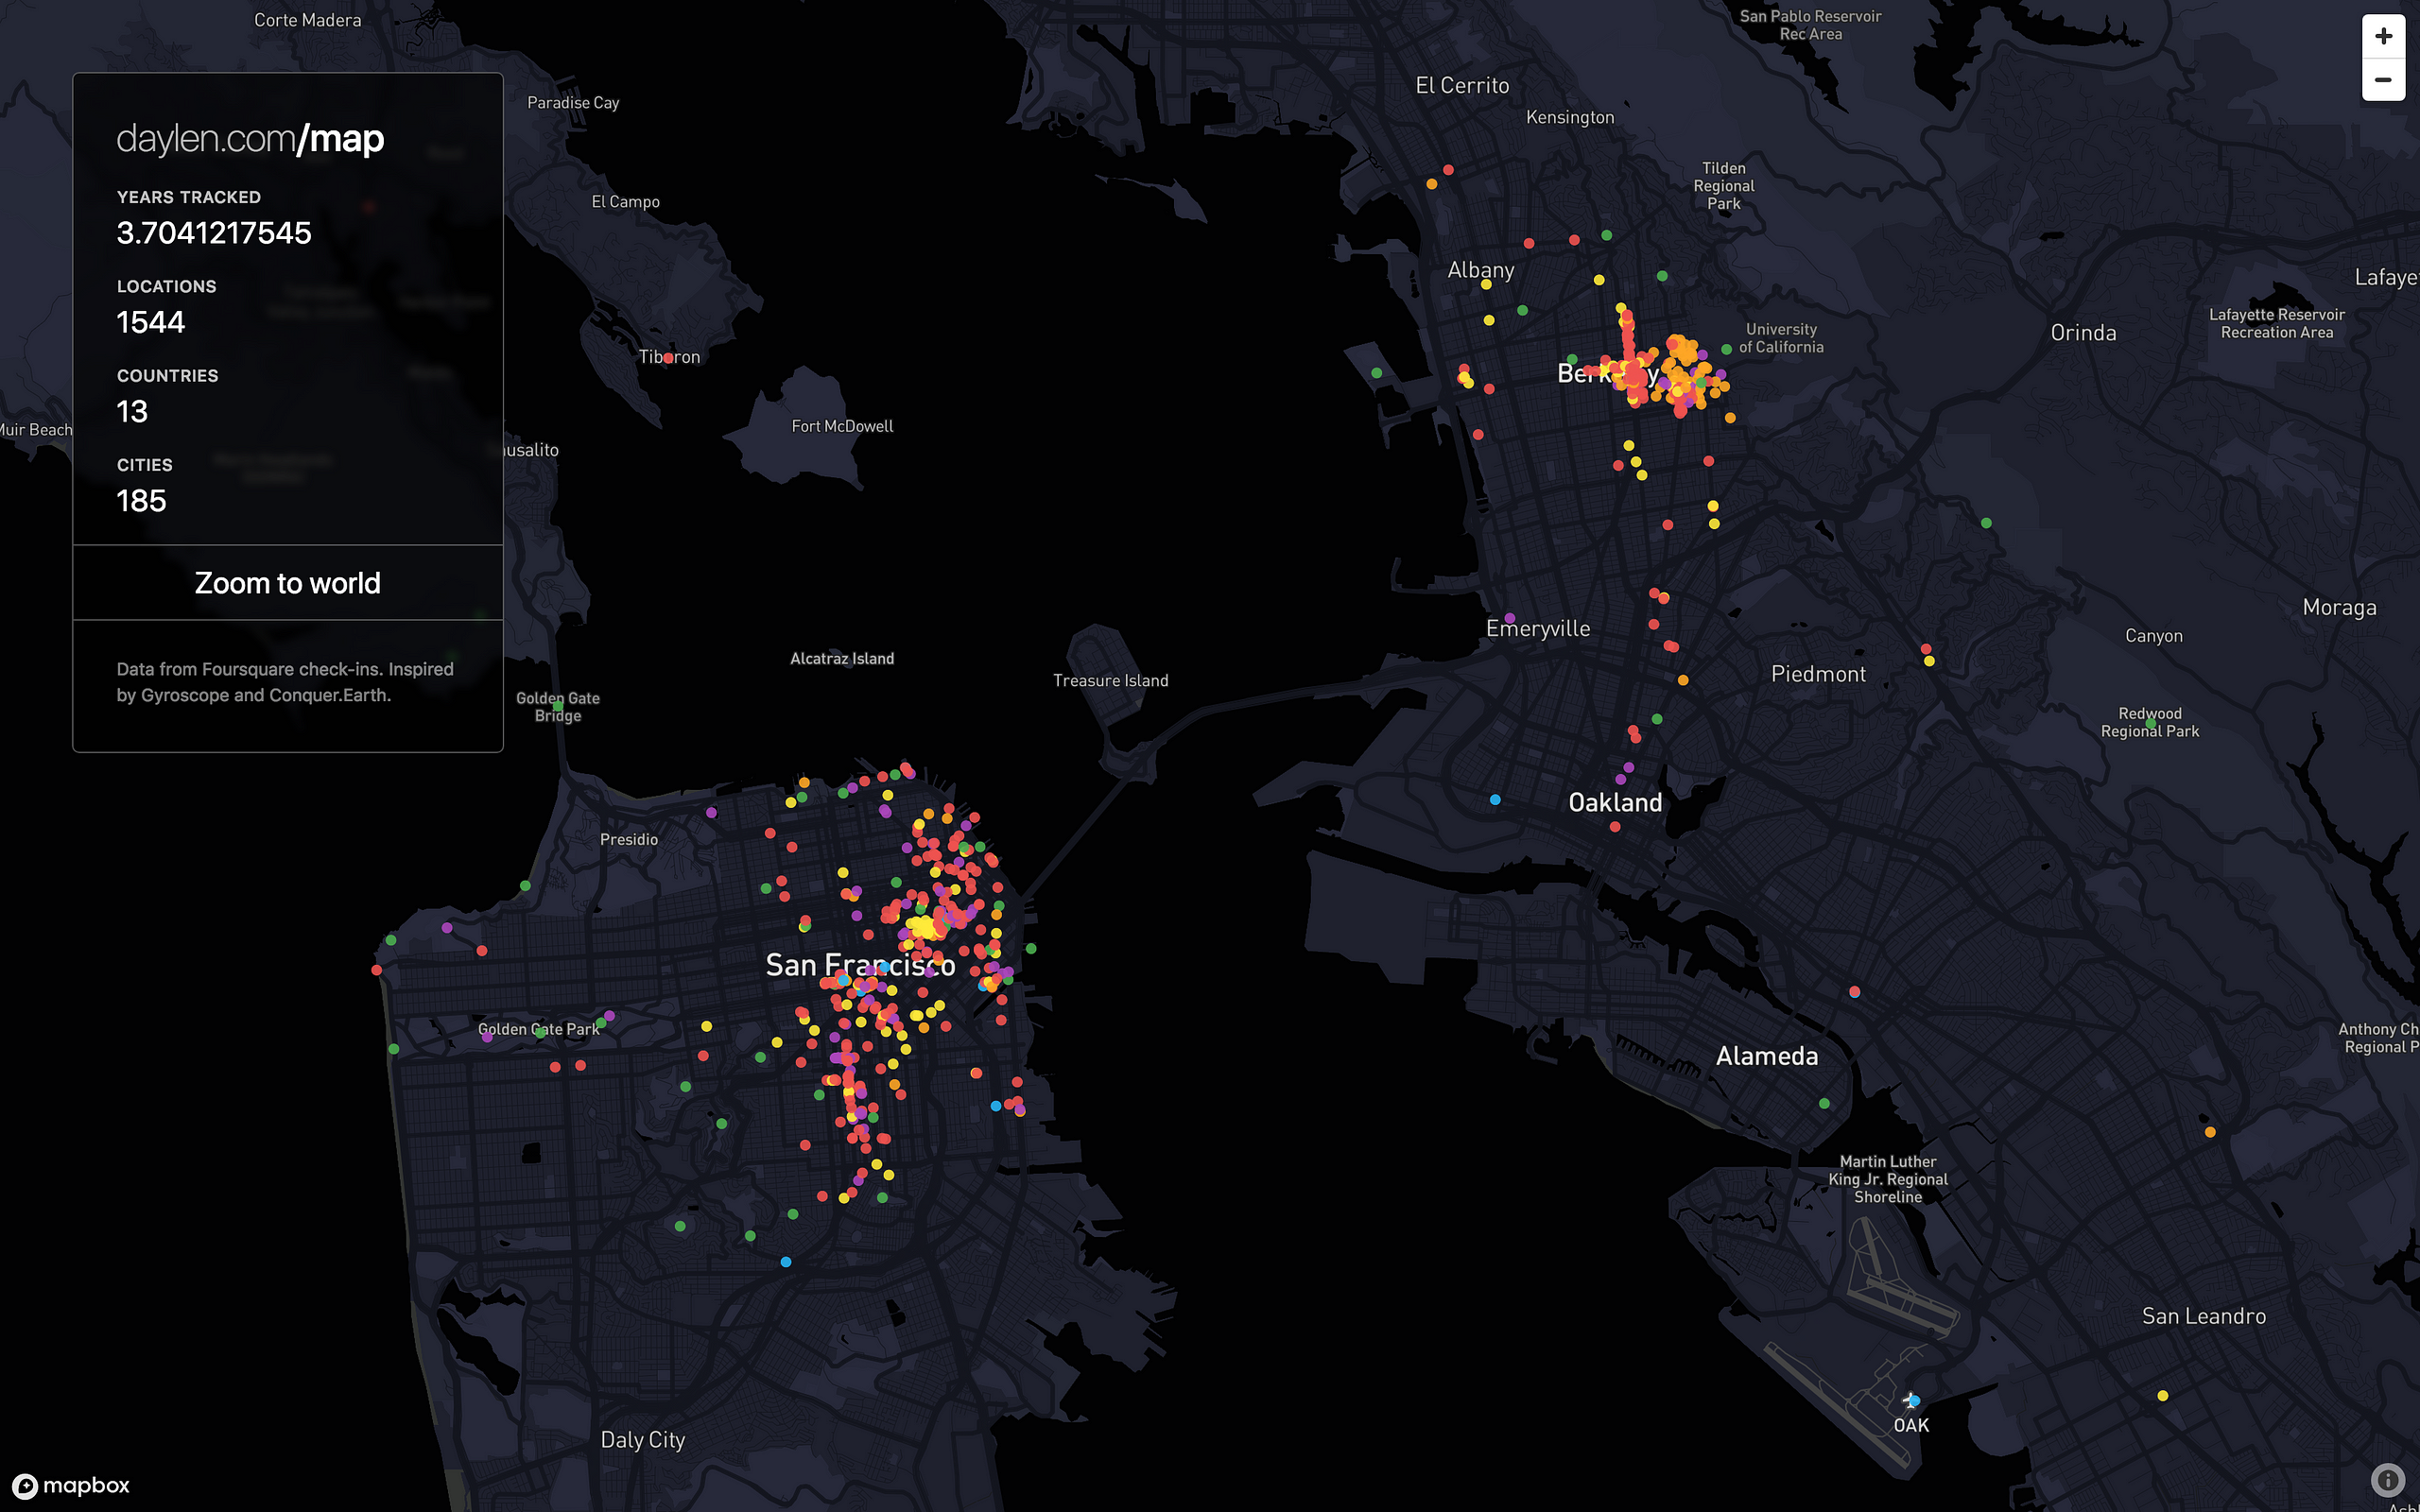 Corte Madera
San Pablo Reservoir
Rec Area
+
−
El Cerrito
Paradise Cay
Kensington
daylen.com/map
Tilden
Regional
Park
YEARS TRACKED
3.7041217545
El Campo
Albany
LOCATIONS
1544
University
of California
Orinda
Lafayette Reservoir
Recreation Area
Tiburon
COUNTRIES
13
Berkeley
Fort McDowell
CITIES
185
Zoom to world
Moraga
Emeryville
Canyon
Data from Foursquare check-ins. Inspired
by Gyroscope and Conquer.Earth.
Alcatraz Island
Treasure Island
Piedmont
Golden Gate
Bridge
Redwood
Regional Park
Oakland
Presidio
San Francisco
Golden Gate Park
Anthony Ch
Regional P
Alameda
Martin Luther
King Jr. Regional
Shoreline
San Leandro
OAK
Daly City
mapbox
Muir Beach
ausalito
Lafaye